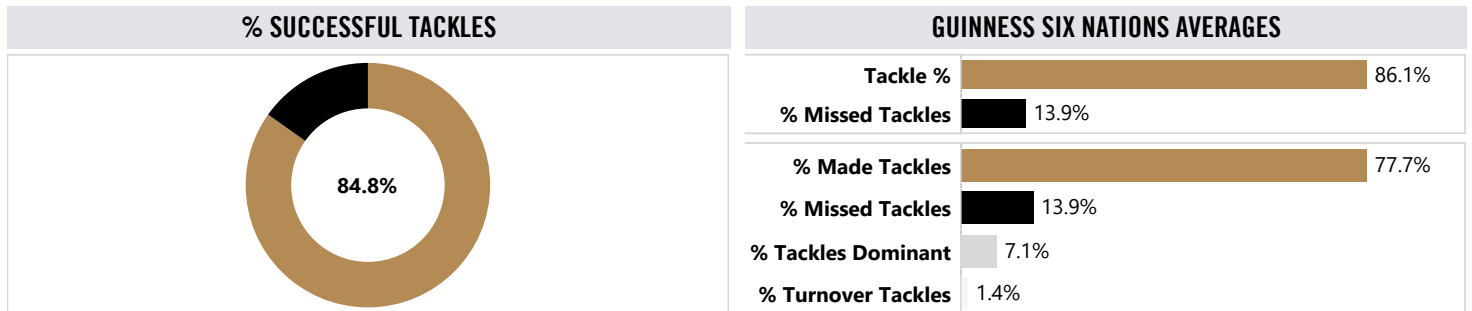 % SUCCESSFUL TACKLES
84.8%
GUINNESS SIX NATIONS AVERAGES
Tackle % 86.1%
% Missed Tackles 13.9%
% Made Tackles 77.7%
% Missed Tackles 13.9%
% Tackles Dominant 7.1%
% Turnover Tackles 1.4%